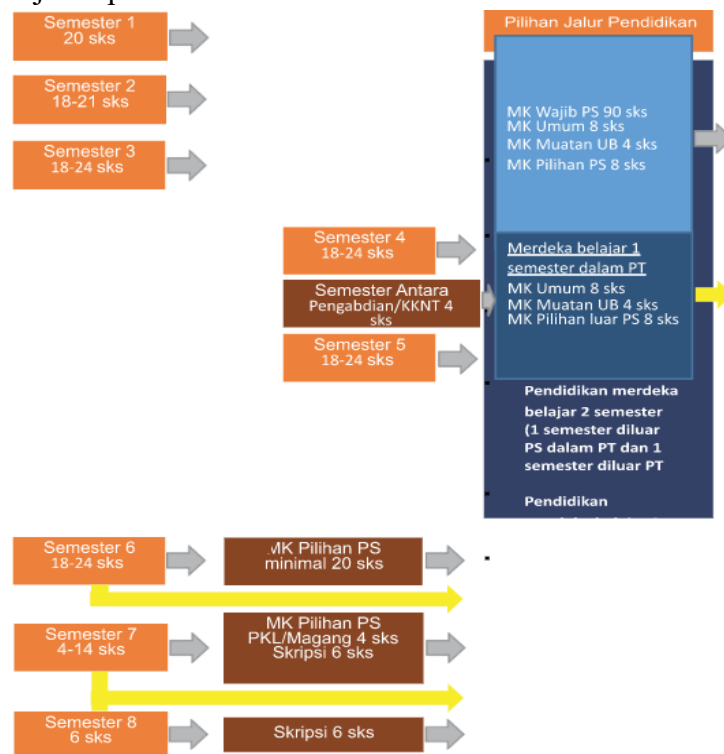 Semester 1
20 sks
Semester 2
18-21 sks
Semester 3
18-24 sks
Pilihan Jalur Pendidikan
MK Wajib PS 90 sks
MK Umum 8 sks
MK Muatan UB 4 sks
MK Pilihan PS 8 sks
Semester 4
18-24 sks
Semester Antara
Pengabdian/KKNT 4
sks
Semester 5
18-24 sks
Merdeka belajar 1
semester dalam PT
MK Umum 8 sks
MK Muatan UB 4 sks
MK Pilihan luar PS 8 sks
Pendidikan merdeka
belajar 2 semester
(1 semester diluar
PS dalam PT dan 1
semester diluar PT
Pendidikan
Semester 6
18-24 sks
MK Pilihan PS
minimal 20 sks
Semester 7
4-14 sks
MK Pilihan PS
PKL/Magang 4 sks
Skripsi 6 sks
Semester 8
6 sks
Skripsi 6 sks